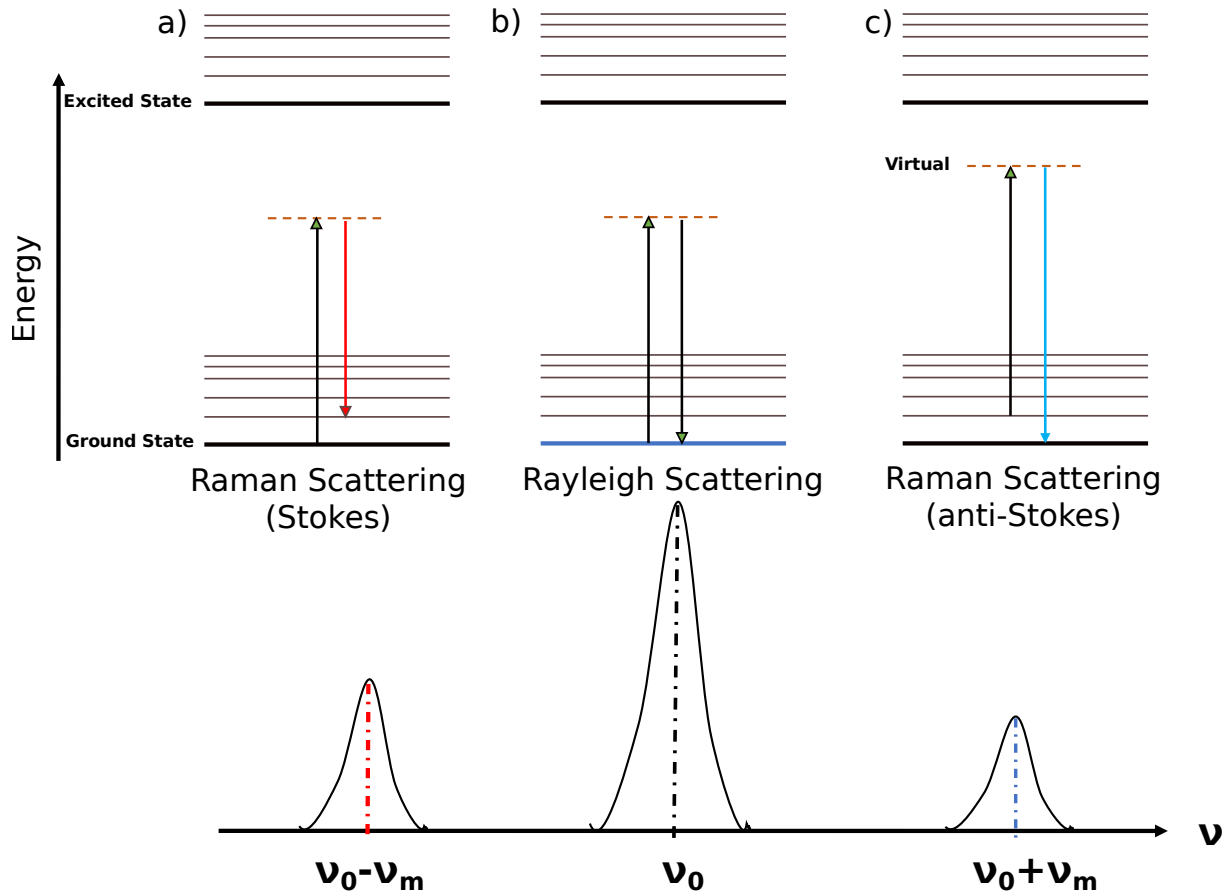 a)
b)
c)
Excited State
Virtual
Energy
Ground State
Raman Scattering
(Stokes)
Rayleigh Scattering
Raman Scattering
(anti-Stokes)
ν
ν₀-νₘ
ν₀
ν₀+νₘ